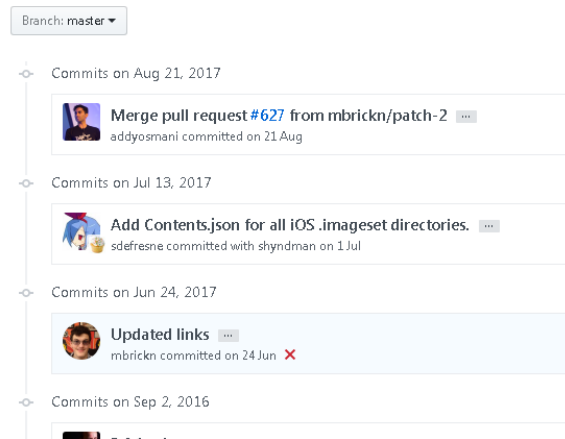 Branch: master
Commits on Aug 21, 2017
Merge pull request #627 from mbrickn/patch-2 ...
addyosmani committed on 21 Aug
Commits on Jul 13, 2017
Add Contents.json for all iOS .imageset directories. ...
sdefresne committed with shyndman on 1 Jul
Commits on Jun 24, 2017
Updated links ...
mbrickn committed on 24 Jun
Commits on Sep 2, 2016